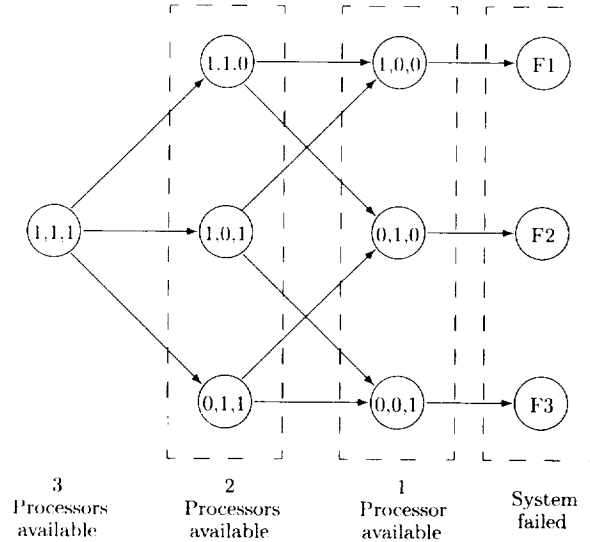 1,1,0
1,0,0
F1
1,1,1
1,0,1
0,1,0
F2
0,1,1
0,0,1
F3
3
Processors
available
2
Processors
available
1
Processor
available
System
failed